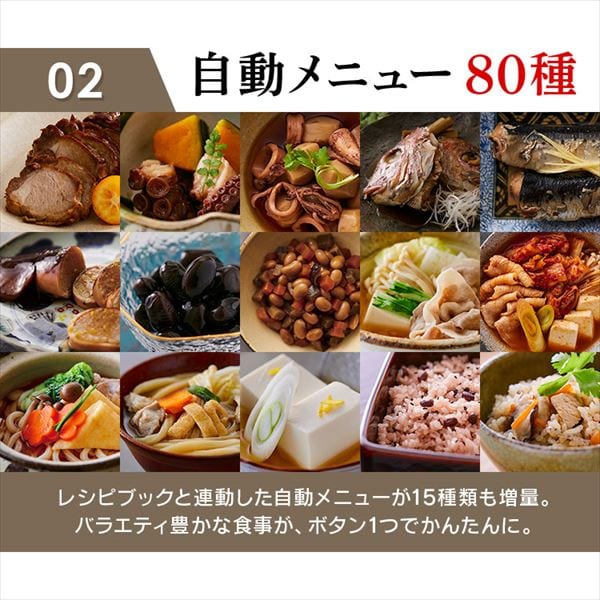 02
自動メニュー 80種
レシピブックと連動した自動メニューが15種類も増量。
バラエティ豊かな食事が、ボタン1つでかんたんに。